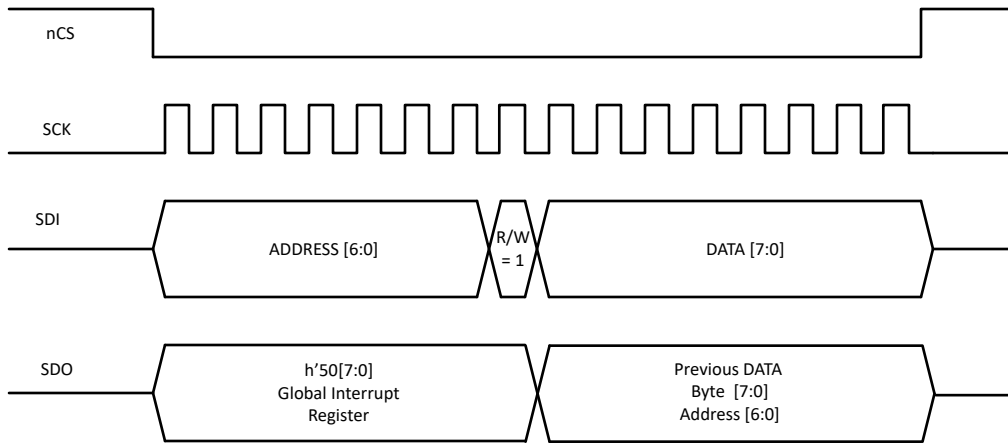 nCS
SCK
SDI
ADDRESS [6:0]
R/W
= 1
DATA [7:0]
SDO
h’50[7:0]
Global Interrupt
Register
Previous DATA
Byte  [7:0]
Address [6:0]